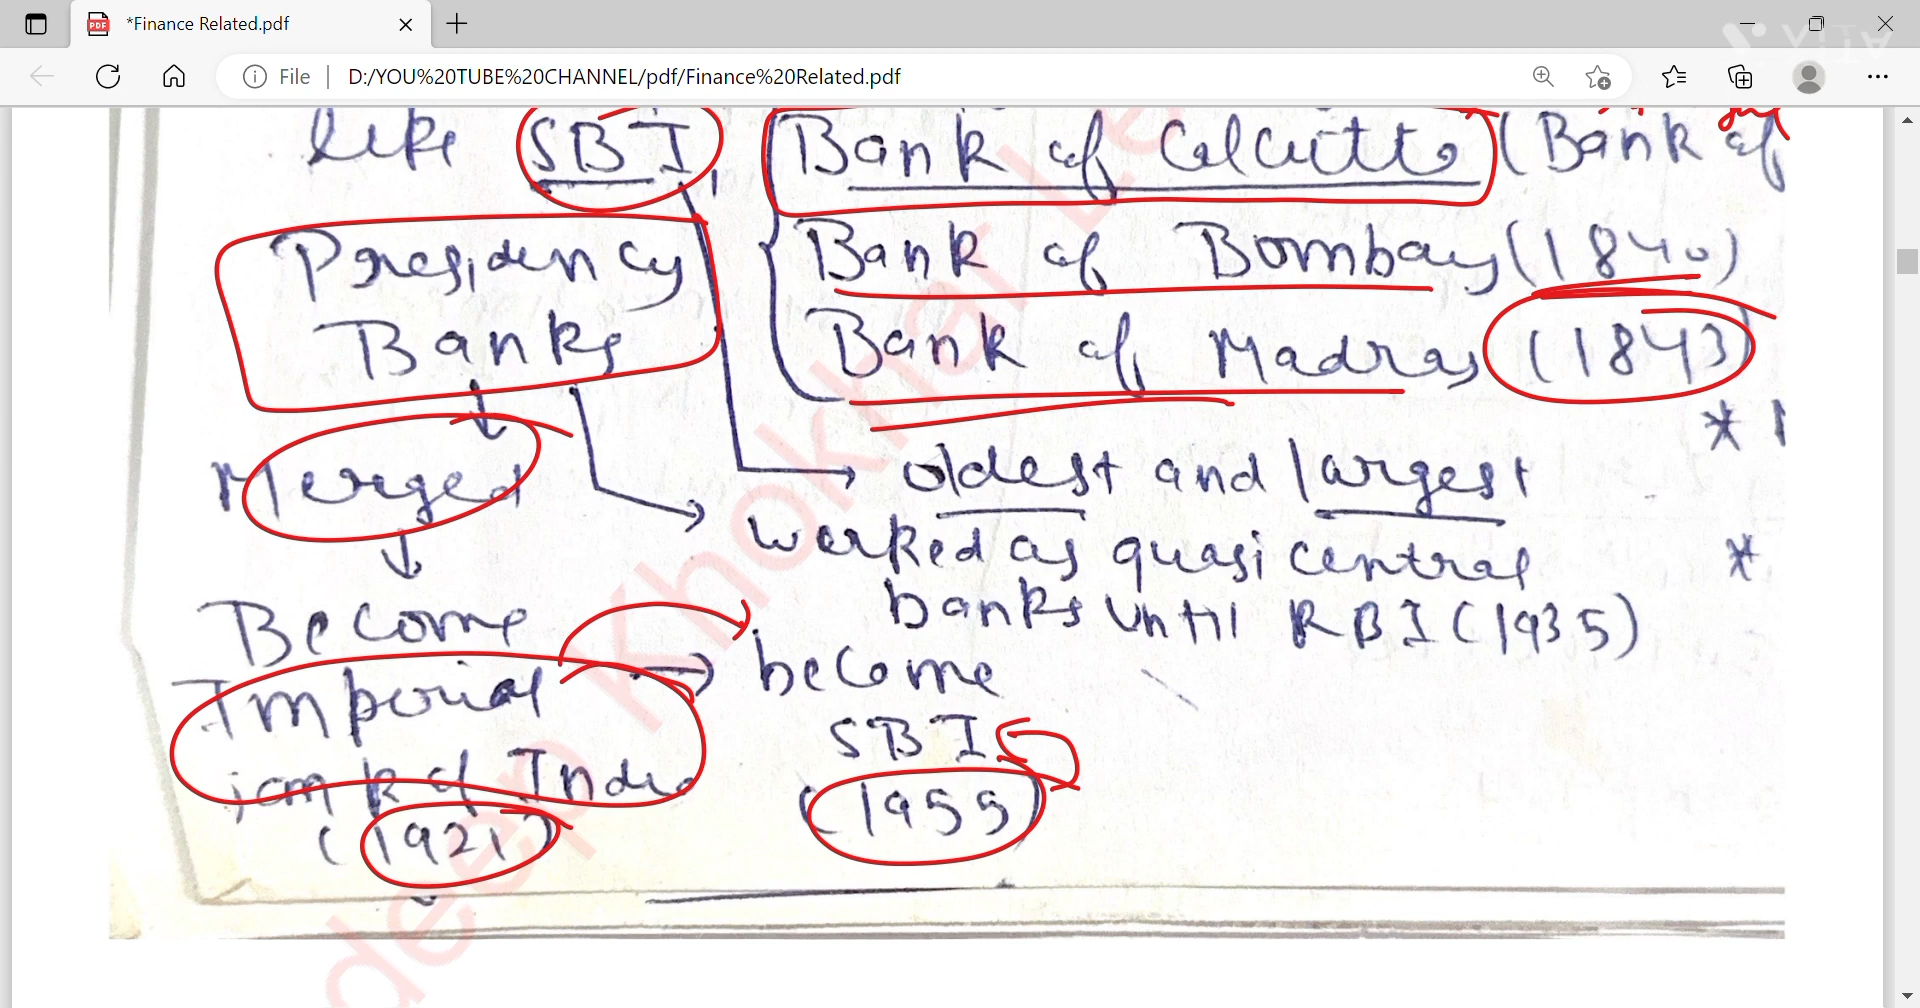 *Finance Related.pdf
File | D:/YOU%20TUBE%20CHANNEL/pdf/Finance%20Related.pdf
like SBI, Bank of Calcutta (Bank of
Presidency Bank of Bombay (1840)
Banks Bank of Madras (1843)
Merged oldest and largest
worked as quasi central
banks until RBI (1935)
Become
Imperial → become
SBI
Bank of India (1955)
(1921)
deep Khokhar